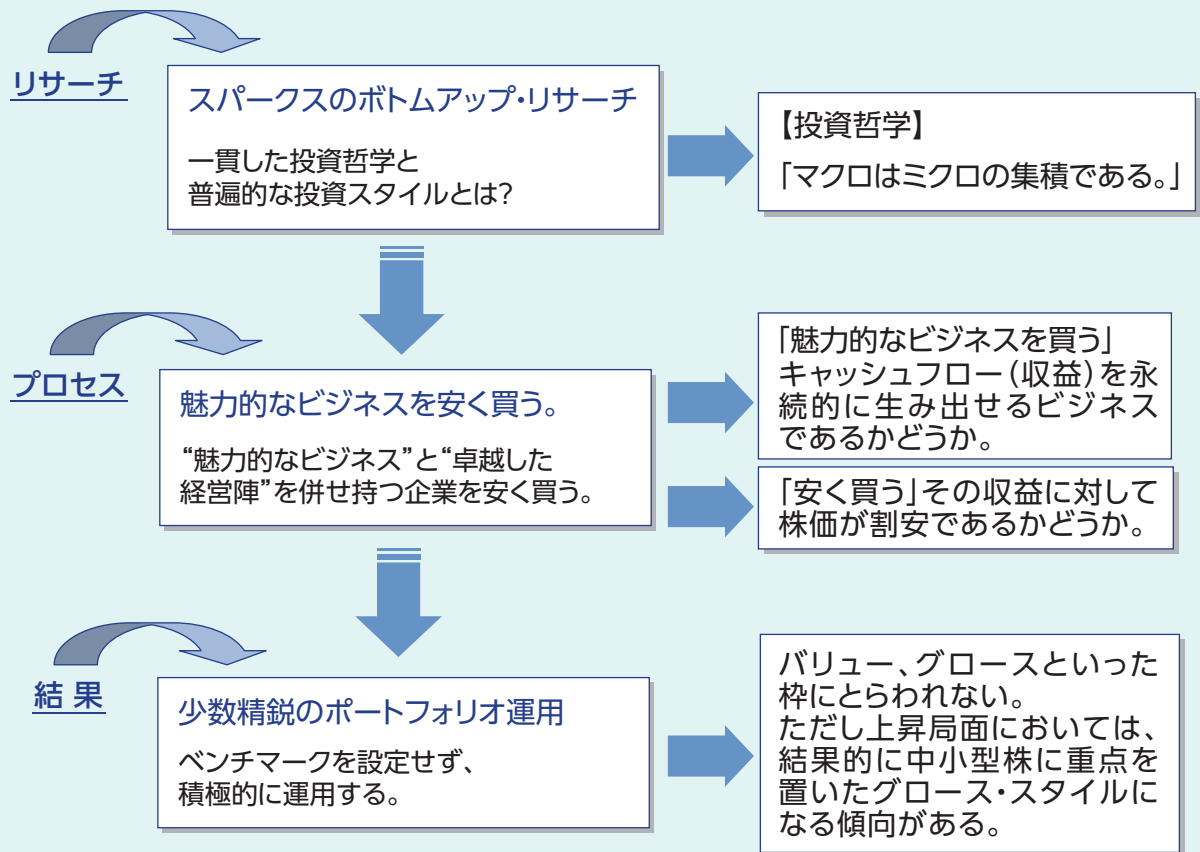 リサーチ
スパークスのボトムアップ・リサーチ
一貫した投資哲学と
普遍的な投資スタイルとは?
【投資哲学】
「マクロはミクロの集積である。」
プロセス
魅力的なビジネスを安く買う。
“魅力的なビジネス”と“卓越した
経営陣”を併せ持つ企業を安く買う。
「魅力的なビジネスを買う」
キャッシュフロー(収益)を永
続的に生み出せるビジネス
であるかどうか。
「安く買う」その収益に対して
株価が割安であるかどうか。
結 果
少数精鋭のポートフォリオ運用
ベンチマークを設定せず、
積極的に運用する。
バリュー、グロースといった
枠にとらわれない。
ただし上昇局面においては、
結果的に中小型株に重点を
置いたグロース・スタイルに
なる傾向がある。